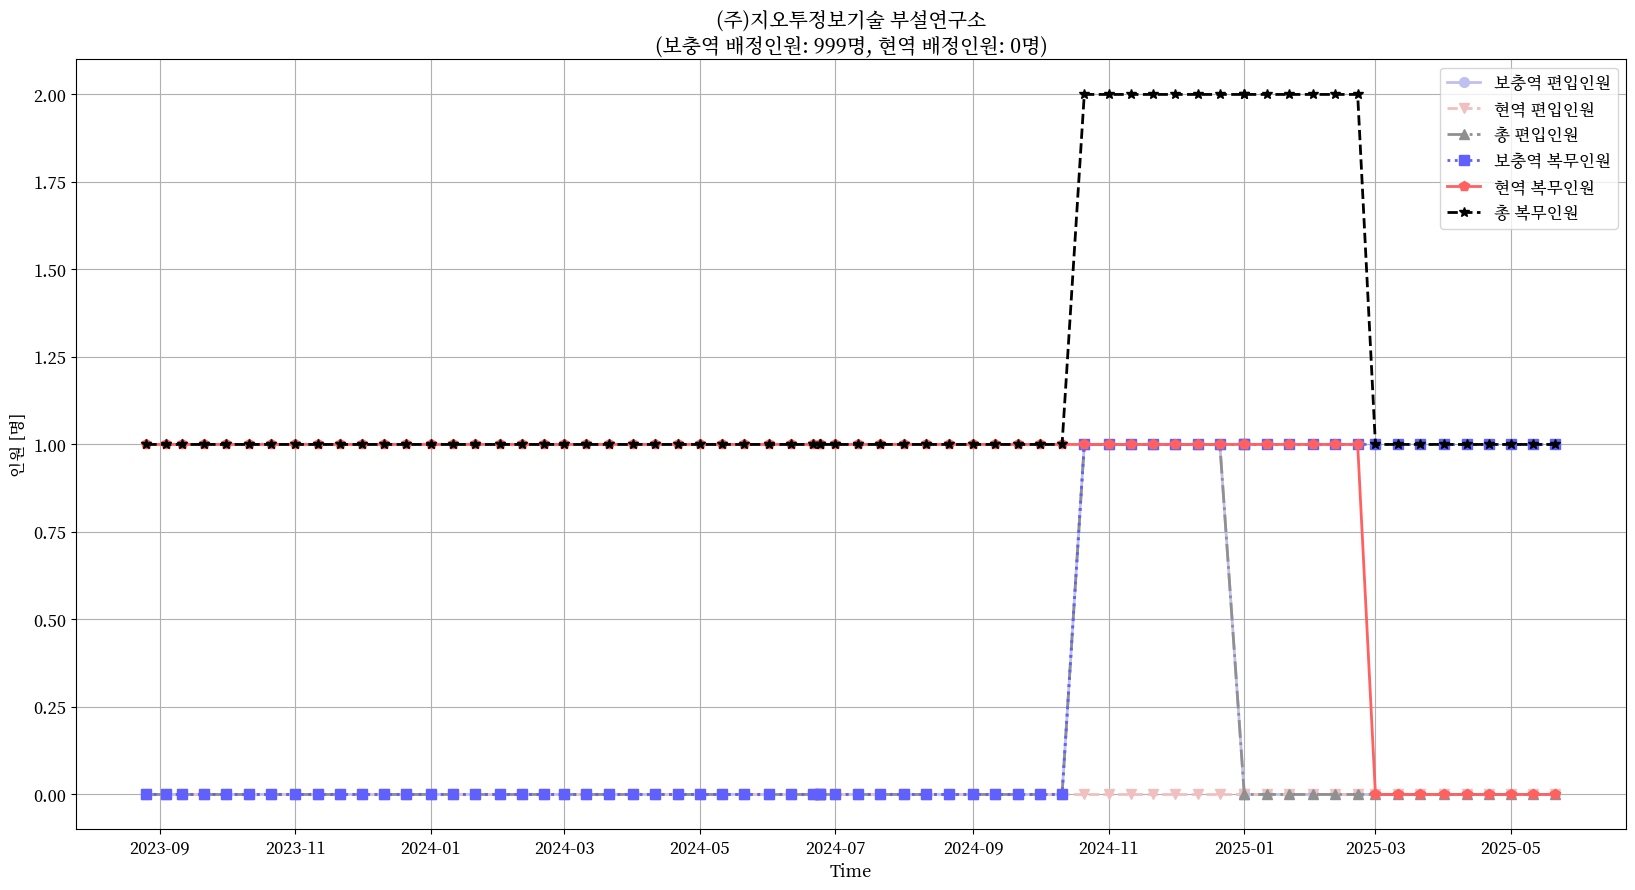 (주)지오투정보기술 부설연구소
(보충역 배정인원: 999명, 현역 배정인원: 0명)
보충역 편입인원
현역 편입인원
총 편입인원
보충역 복무인원
현역 복무인원
총 복무인원
인원 [명]
2.00
1.75
1.50
1.25
1.00
0.75
0.50
0.25
0.00
2023-09
2023-11
2024-01
2024-03
2024-05
2024-07
2024-09
2024-11
2025-01
2025-03
2025-05
Time